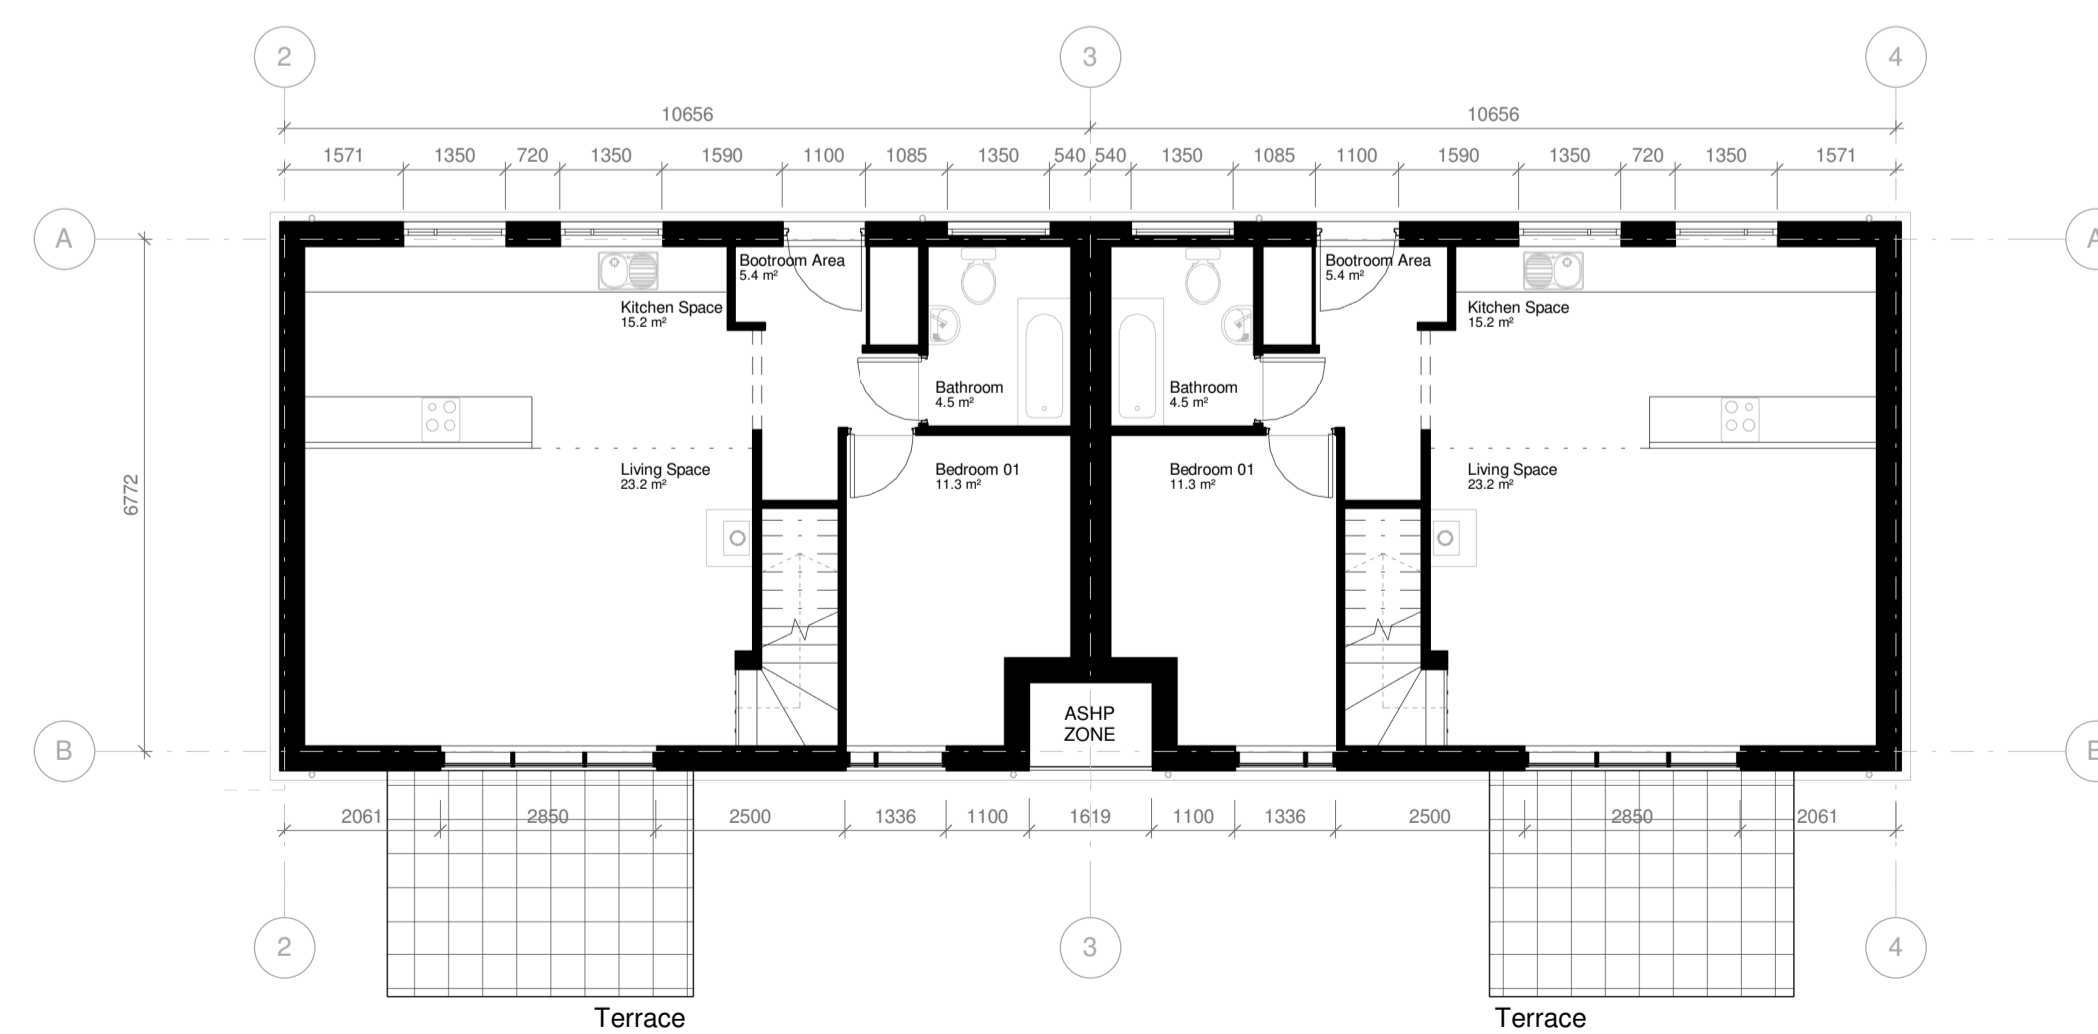 2 3 4
10656 10656
1571 1350 720 1350 1590 1100 1085 1350 540 540 1350 1085 1100 1590 1350 720 1350 1571
A A
Bootroom Area Bootroom Area
5.4 m² 5.4 m²
Kitchen Space Kitchen Space
15.2 m² 15.2 m²
Bathroom Bathroom
4.5 m² 4.5 m²
Living Space Bedroom 01 Bedroom 01 Living Space
23.2 m² 11.3 m² 11.3 m² 23.2 m²
6772
ASHP
ZONE
B B
2061 2850 2500 1336 1100 1619 1100 1336 2500 2850 2061
2 3 4
Terrace Terrace